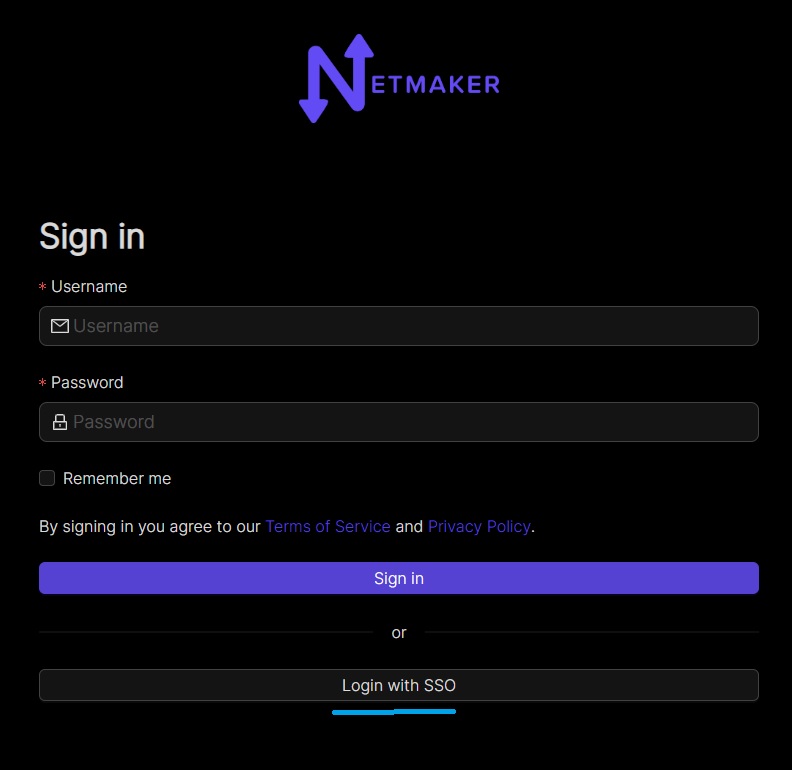 NETMAKER
Sign in
* Username
Username
* Password
Password
Remember me
By signing in you agree to our Terms of Service and Privacy Policy.
Sign in
or
Login with SSO